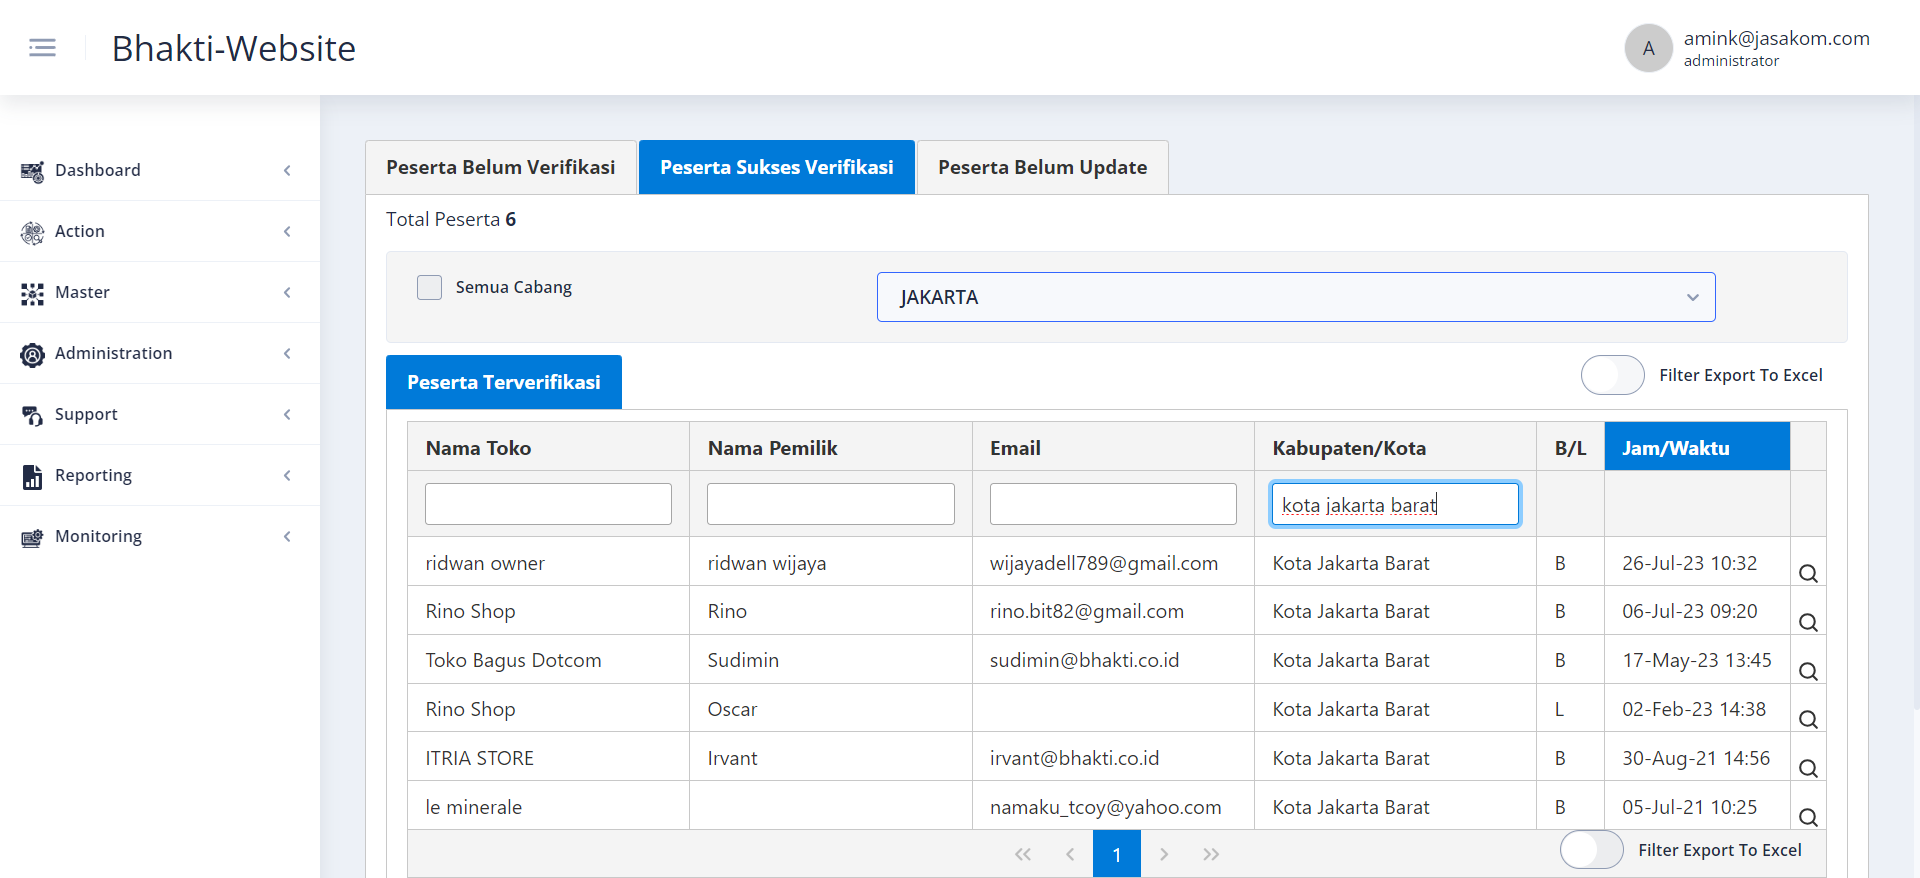 Bhakti-Website
A
amink@jasakom.com
administrator
Dashboard
Action
Master
Administration
Support
Reporting
Monitoring
Peserta Belum Verifikasi
Peserta Sukses Verifikasi
Peserta Belum Update
Total Peserta 6
Semua Cabang
JAKARTA
Peserta Terverifikasi
Filter Export To Excel
Nama Toko Nama Pemilik Email Kabupaten/Kota B/L Jam/Waktu
kota jakarta barat
ridwan owner ridwan wijaya wijayadell789@gmail.com Kota Jakarta Barat B 26-Jul-23 10:32
Rino Shop Rino rino.bit82@gmail.com Kota Jakarta Barat B 06-Jul-23 09:20
Toko Bagus Dotcom Sudimin sudimin@bhakti.co.id Kota Jakarta Barat B 17-May-23 13:45
Rino Shop Oscar Kota Jakarta Barat L 02-Feb-23 14:38
ITRIA STORE Irvant irvant@bhakti.co.id Kota Jakarta Barat B 30-Aug-21 14:56
le minerale namaku_tcoy@yahoo.com Kota Jakarta Barat B 05-Jul-21 10:25
1
Filter Export To Excel